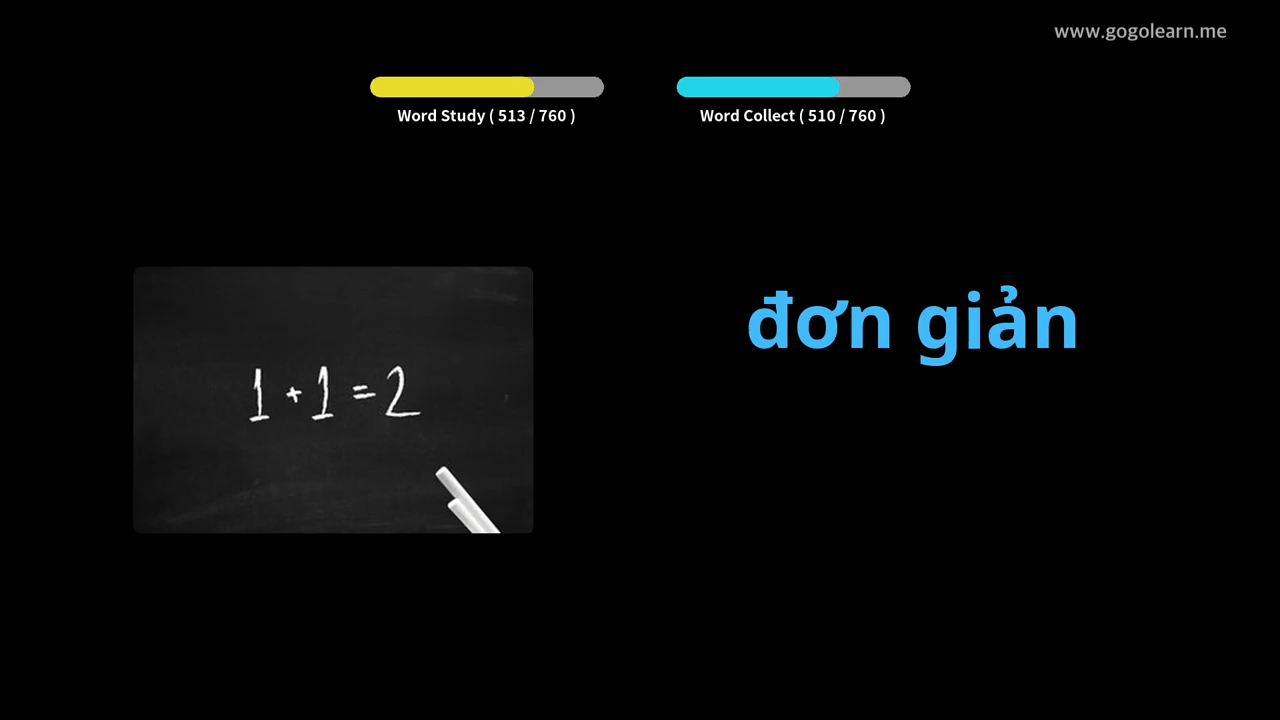 www.gogolearn.me
Word Study ( 513 / 760 )
Word Collect ( 510 / 760 )
đơn giản
1 + 1 = 2